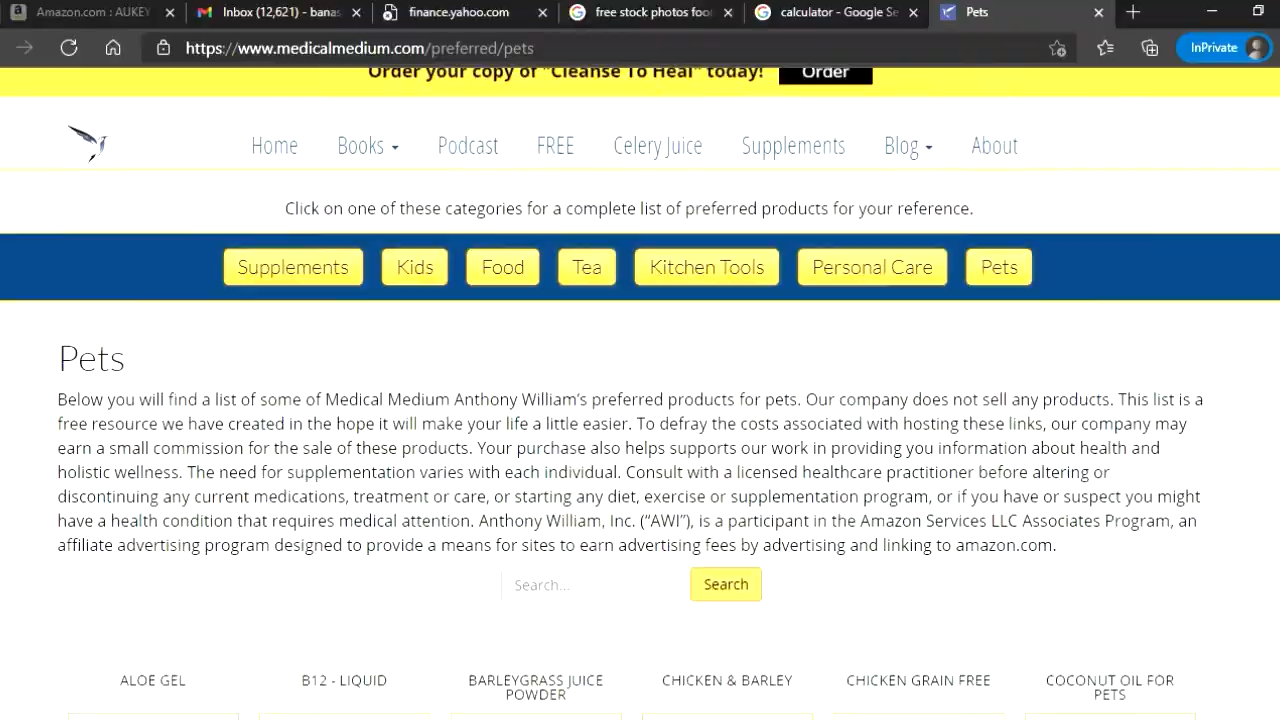 Amazon.com : AUKEY
Inbox (12,621) - banas
finance.yahoo.com
free stock photos foo
calculator - Google Se
Pets
https://www.medicalmedium.com/preferred/pets
InPrivate
Order your copy of "Cleanse To Heal" today!
Order
Home
Books
Podcast
FREE
Celery Juice
Supplements
Blog
About
Click on one of these categories for a complete list of preferred products for your reference.
Supplements
Kids
Food
Tea
Kitchen Tools
Personal Care
Pets
Pets
Below you will find a list of some of Medical Medium Anthony William's preferred products for pets. Our company does not sell any products. This list is a
free resource we have created in the hope it will make your life a little easier. To defray the costs associated with hosting these links, our company may
earn a small commission for the sale of these products. Your purchase also helps supports our work in providing you information about health and
holistic wellness. The need for supplementation varies with each individual. Consult with a licensed healthcare practitioner before altering or
discontinuing any current medications, treatment or care, or starting any diet, exercise or supplementation program, or if you have or suspect you might
have a health condition that requires medical attention. Anthony William, Inc. (“AWI”), is a participant in the Amazon Services LLC Associates Program, an
affiliate advertising program designed to provide a means for sites to earn advertising fees by advertising and linking to amazon.com.
Search...
Search
ALOE GEL
B12 - LIQUID
BARLEYGRASS JUICE
POWDER
CHICKEN & BARLEY
CHICKEN GRAIN FREE
COCONUT OIL FOR
PETS